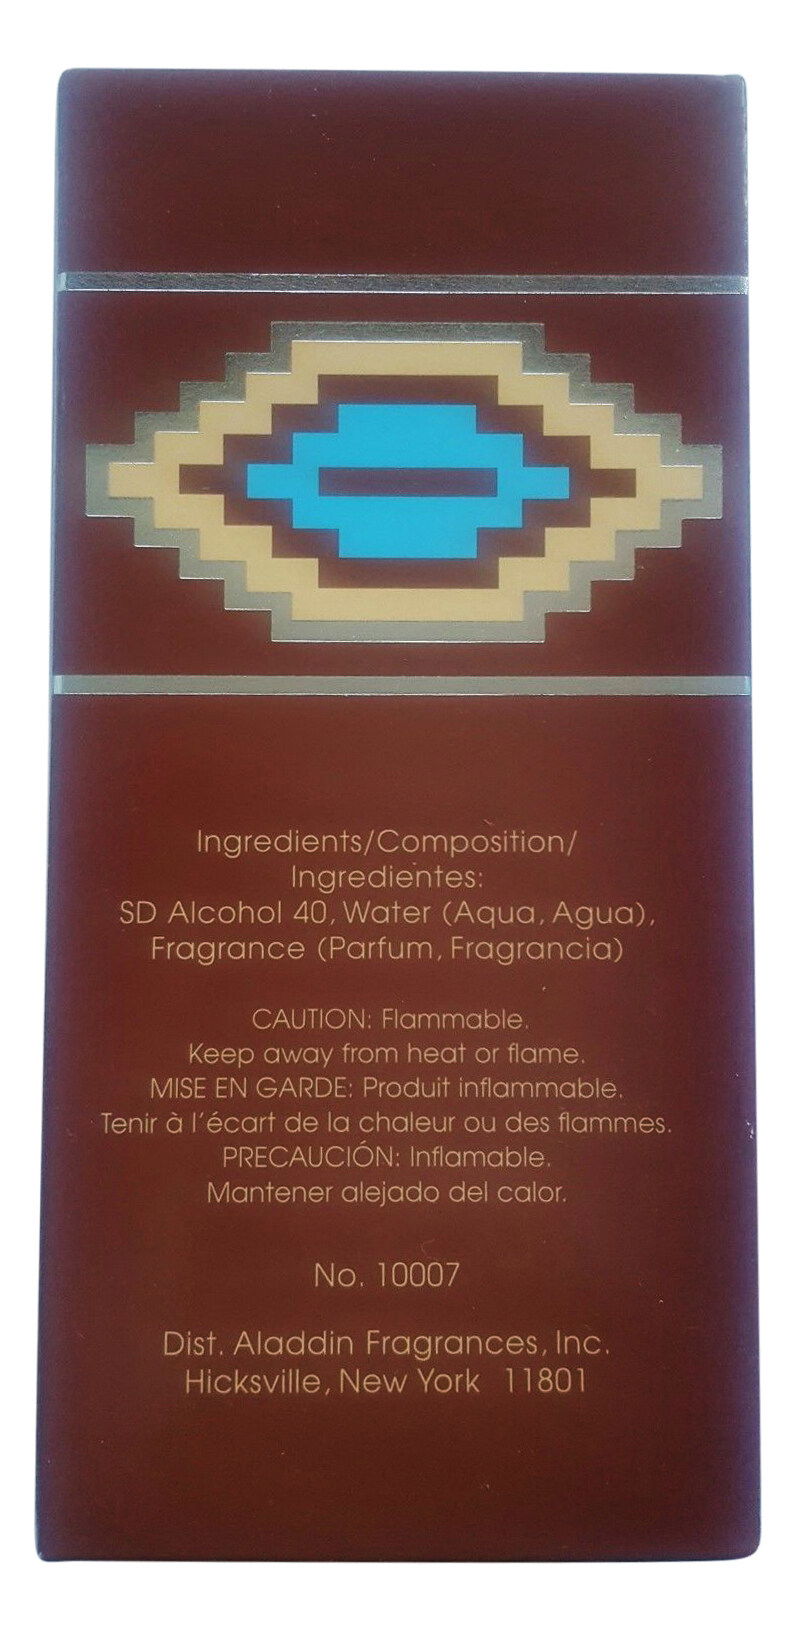 Ingredients/Composition/
Ingredientes:
SD Alcohol 40, Water (Aqua, Agua),
Fragrance (Parfum, Fragrancia)
CAUTION: Flammable.
Keep away from heat or flame.
MISE EN GARDE: Produit inflammable.
Tenir à l'écart de la chaleur ou des flammes.
PRECAUCIÓN: Inflamable.
Mantener alejado del calor.
No. 10007
Dist. Aladdin Fragrances, Inc.
Hicksville, New York 11801